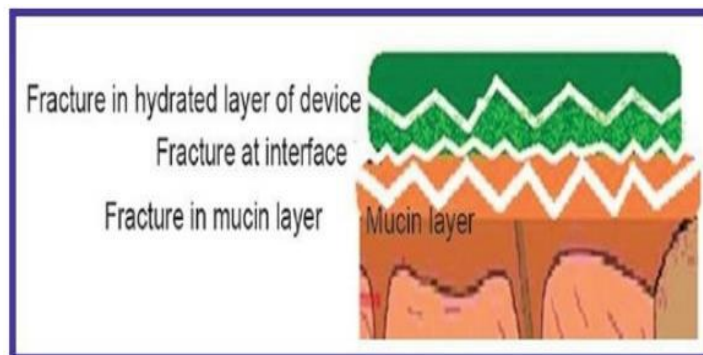 Fracture in hydrated layer of device
Fracture at interface
Fracture in mucin layer
Mucin layer